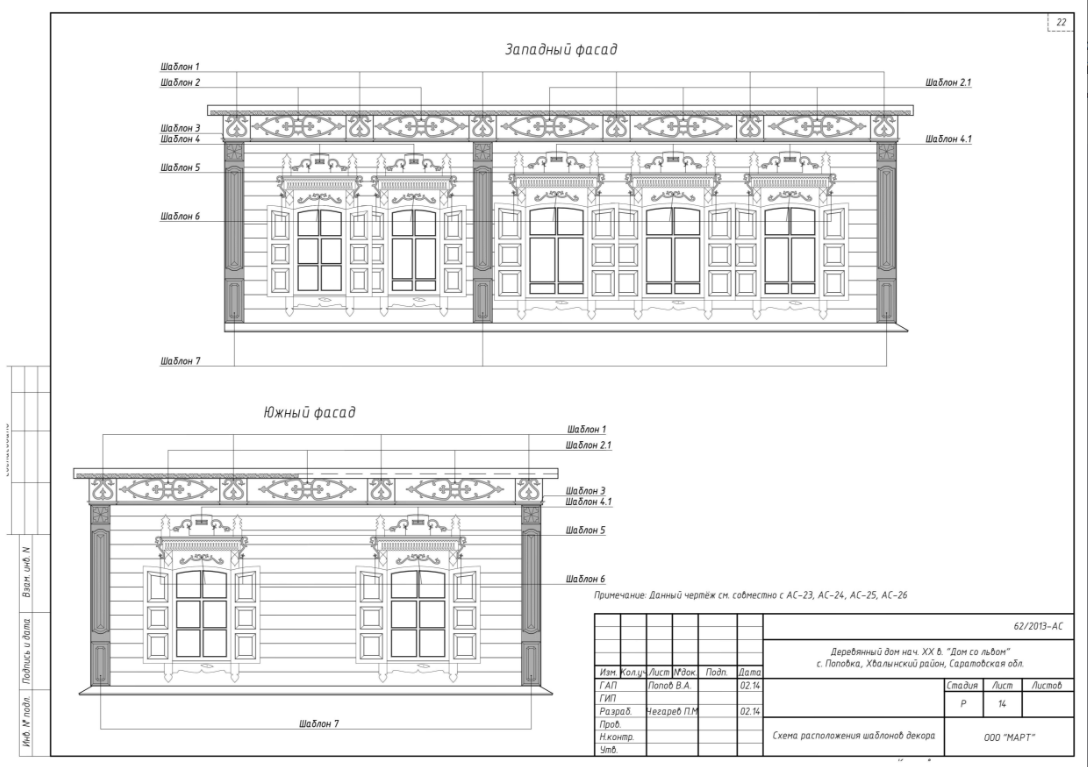 22
Западный фасад
Шаблон 1
Шаблон 2
Шаблон 2.1
Шаблон 3
Шаблон 4
Шаблон 4.1
Шаблон 5
Шаблон 6
Шаблон 7
Южный фасад
Шаблон 1
Шаблон 2.1
Шаблон 3
Шаблон 4.1
Шаблон 5
Шаблон 6
Шаблон 7
Взам. инв. N
Подпись и дата
Инв. № подл.
Примечание: Данный чертёж см. совместно с АС-23, АС-24, АС-25, АС-26
62/2013-АС
Деревянный дом нач. XX в. "Дом со львом"
с. Поповка, Хвалынский район, Саратовская обл.
Изм. Кол.уч Лист №док. Подп. Дата
ГАП Попов В.А. 02.14
ГИП
Разраб. Чегарев П.М 02.14
Пров.
Н.контр.
Утв.
Стадия Лист Листов
Р 14
Схема расположения шаблонов декора
ООО "МАРТ"